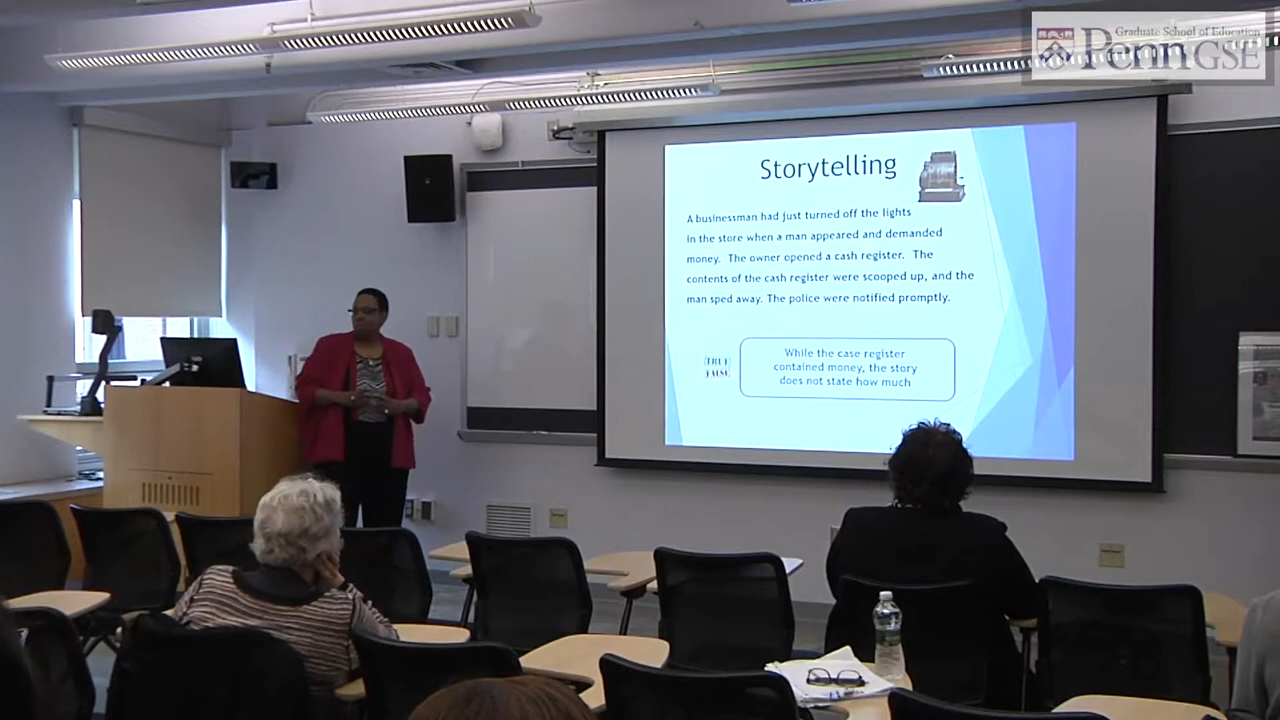 Graduate School of Education
PennGSE
Storytelling
A businessman had just turned off the lights
in the store when a man appeared and demanded
money. The owner opened a cash register. The
contents of the cash register were scooped up, and the
man sped away. The police were notified promptly.
TRUE
FALSE
While the case register
contained money, the story
does not state how much